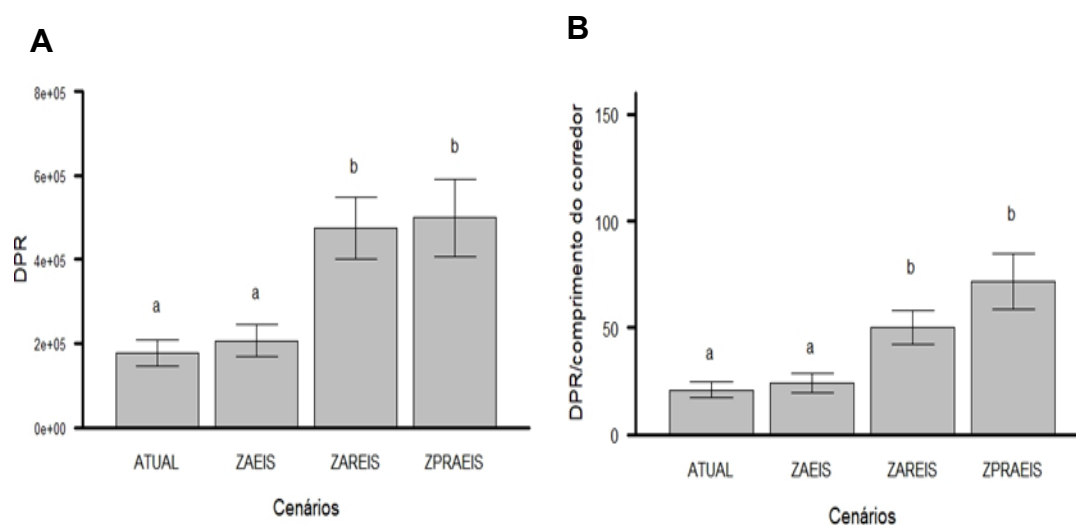 A
DPR
8e+05
6e+05
4e+05
2e+05
0e+00
a
a
b
b
ATUAL
ZAEIS
ZAREIS
ZPRAEIS
Cenários
B
DPR/comprimento do corredor
150
100
50
0
a
a
b
b
ATUAL
ZAEIS
ZAREIS
ZPRAEIS
Cenários